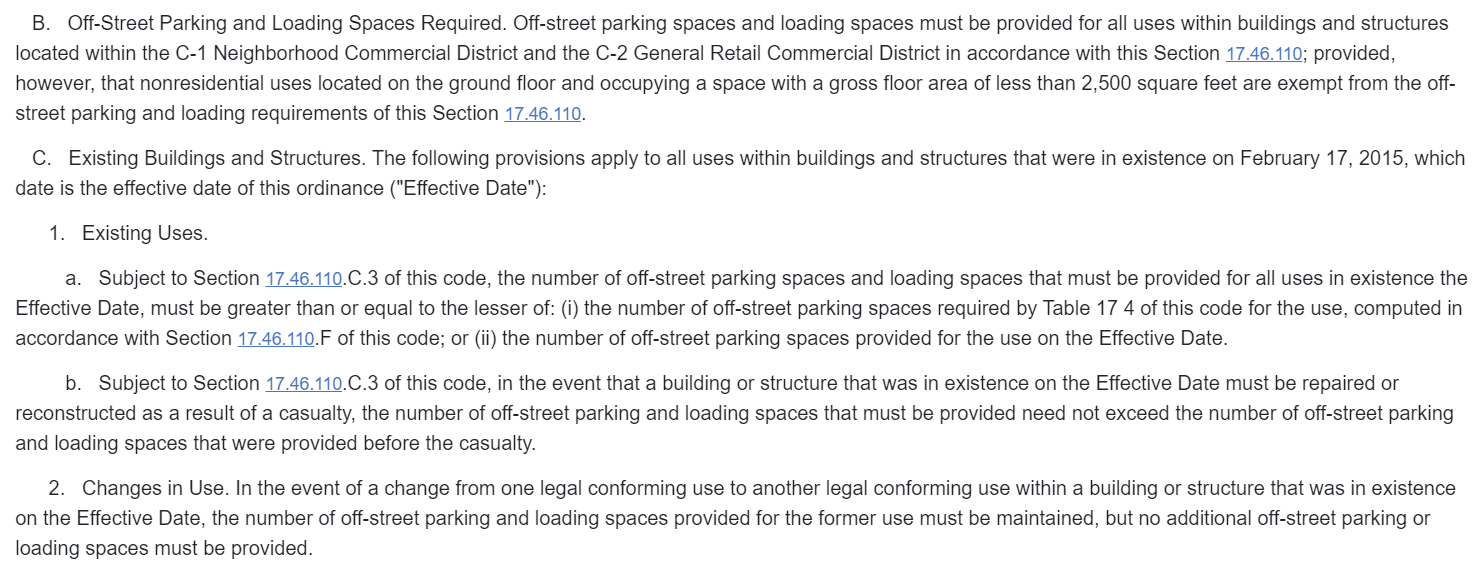 B. Off-Street Parking and Loading Spaces Required. Off-street parking spaces and loading spaces must be provided for all uses within buildings and structures
located within the C-1 Neighborhood Commercial District and the C-2 General Retail Commercial District in accordance with this Section 17.46.110; provided,
however, that nonresidential uses located on the ground floor and occupying a space with a gross floor area of less than 2,500 square feet are exempt from the off-
street parking and loading requirements of this Section 17.46.110.
C. Existing Buildings and Structures. The following provisions apply to all uses within buildings and structures that were in existence on February 17, 2015, which
date is the effective date of this ordinance ("Effective Date"):
1. Existing Uses.
a. Subject to Section 17.46.110.C.3 of this code, the number of off-street parking spaces and loading spaces that must be provided for all uses in existence the
Effective Date, must be greater than or equal to the lesser of: (i) the number of off-street parking spaces required by Table 17 4 of this code for the use, computed in
accordance with Section 17.46.110.F of this code; or (ii) the number of off-street parking spaces provided for the use on the Effective Date.
b. Subject to Section 17.46.110.C.3 of this code, in the event that a building or structure that was in existence on the Effective Date must be repaired or
reconstructed as a result of a casualty, the number of off-street parking and loading spaces that must be provided need not exceed the number of off-street parking
and loading spaces that were provided before the casualty.
2. Changes in Use. In the event of a change from one legal conforming use to another legal conforming use within a building or structure that was in existence
on the Effective Date, the number of off-street parking and loading spaces provided for the former use must be maintained, but no additional off-street parking or
loading spaces must be provided.